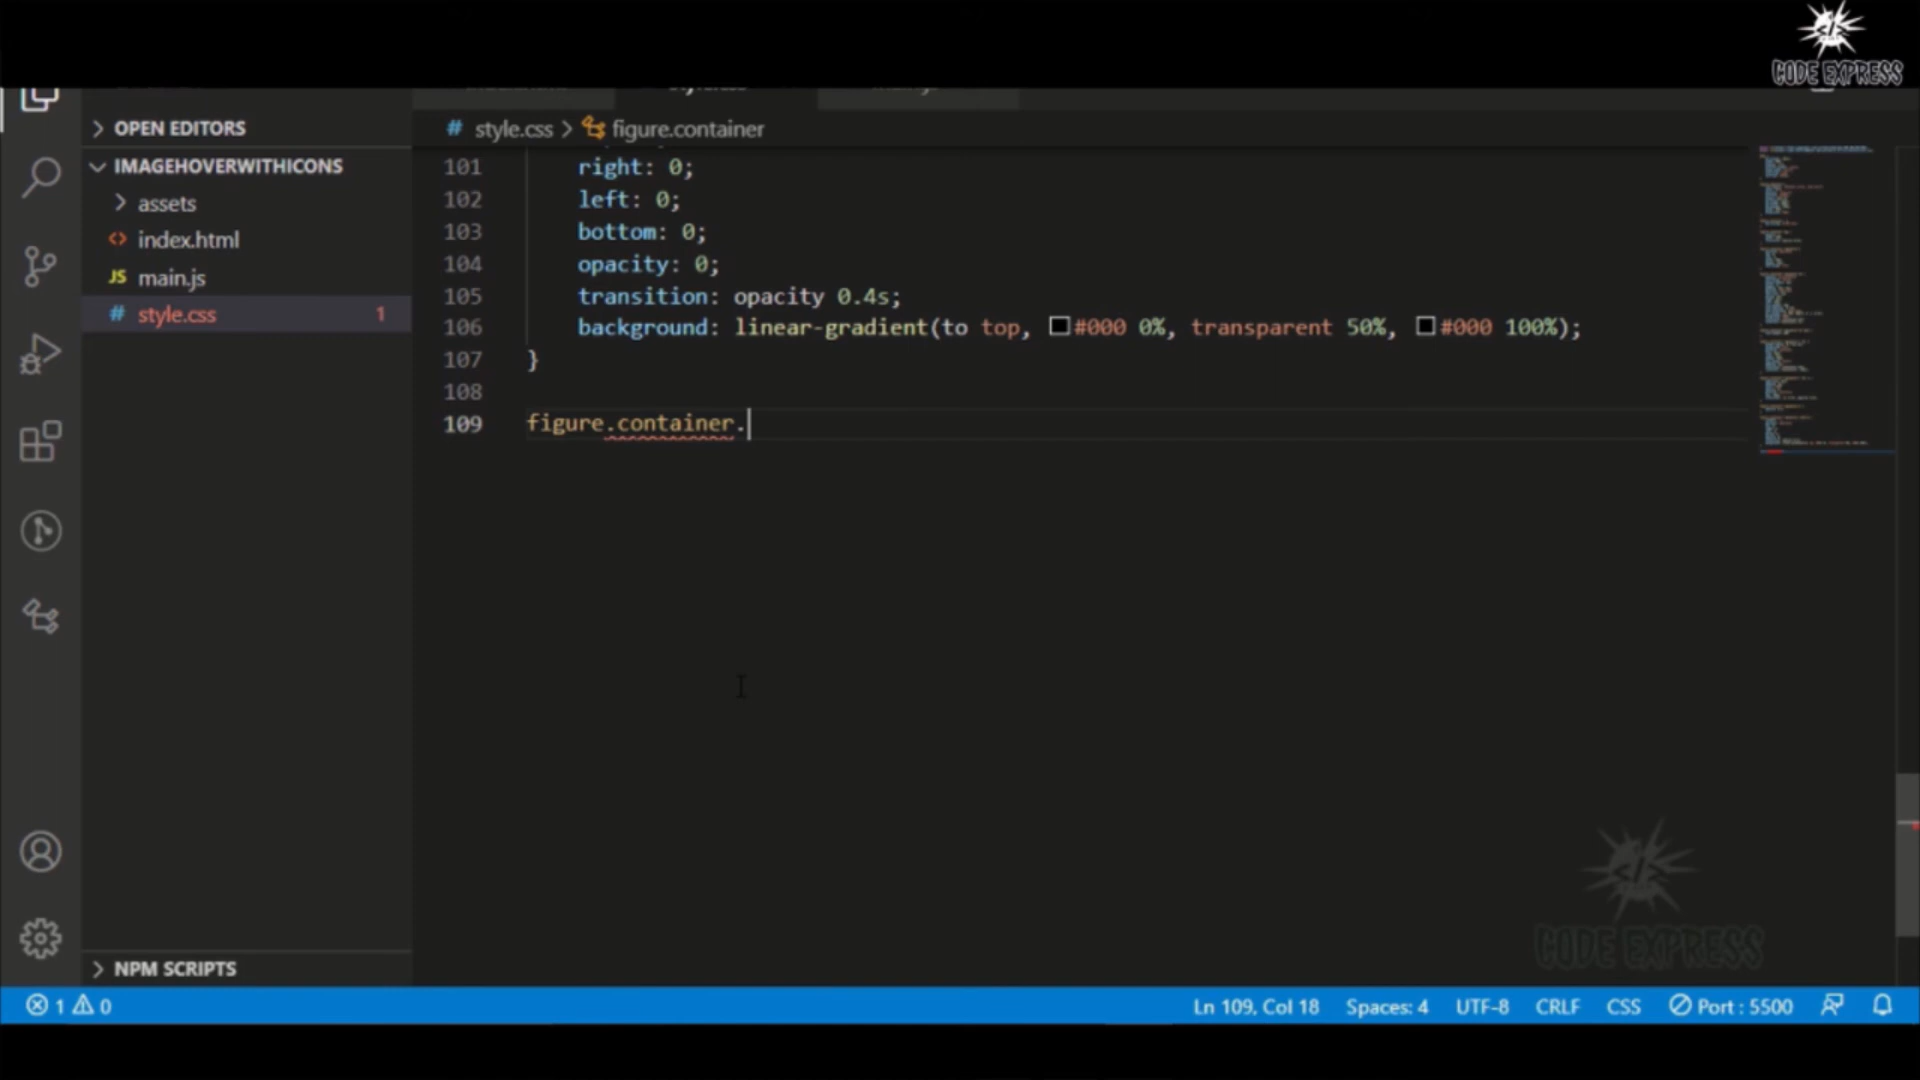 CODE EXPRESS
OPEN EDITORS
style.css > figure.container
IMAGEHOVERWITHICONS
assets
index.html
JS main.js
# style.css 1
101 right: 0;
102 left: 0;
103 bottom: 0;
104 opacity: 0;
105 transition: opacity 0.4s;
106 background: linear-gradient(to top, #000 0%, transparent 50%, #000 100%);
107 }
108
109 figure.container.
CODE EXPRESS
NPM SCRIPTS
1 0
Ln 109, Col 18 Spaces: 4 UTF-8 CRLF CSS Port : 5500